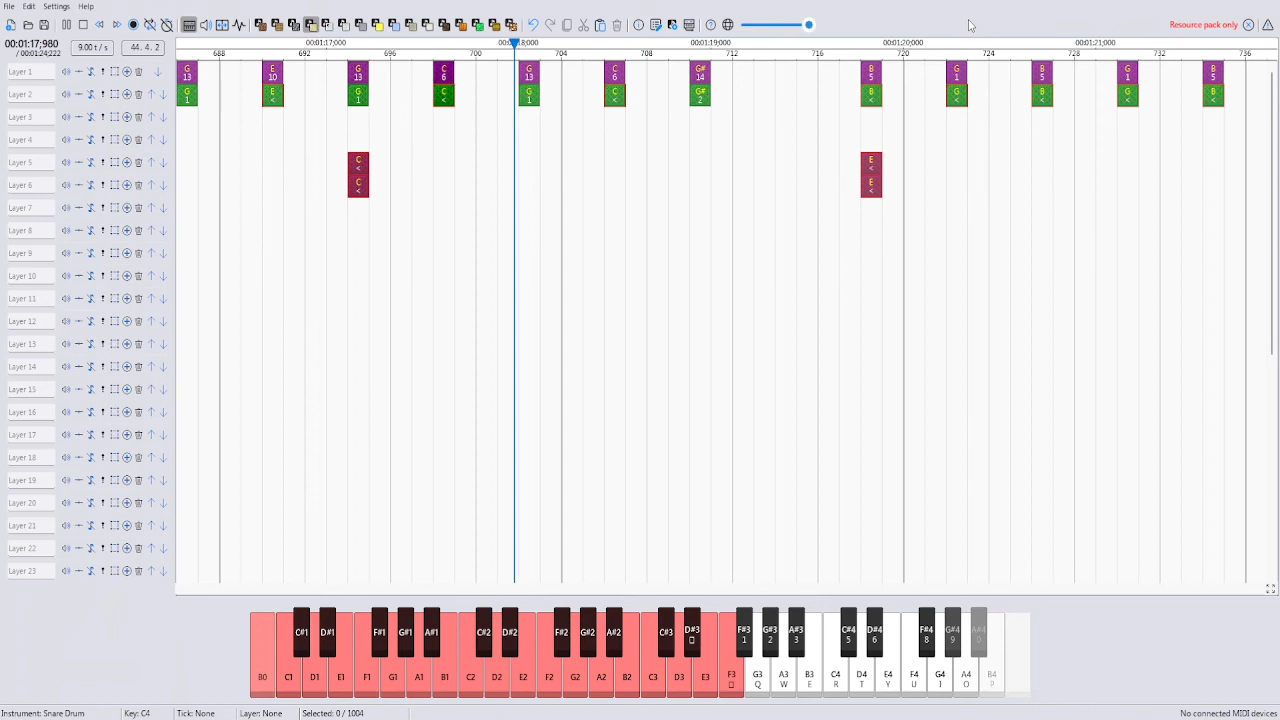 File Edit Settings Help
Resource pack only
00:01:17;980
/ 00:01:24;222
9.00 t / s
44. 4. 2
00:01:17;000 00:01:18;000 00:01:19;000 00:01:20;000 00:01:21;000
688 692 696 700 704 708 712 716 720 724 728 732 736
Layer 1
G E G C G C G# B G B G B
13 10 13 6 13 6 14 5 1 5 1 5
Layer 2
G E G C G C G# B G B G B
1 < 1 < 1 < 2 < < < < <
Layer 3
Layer 4
Layer 5
C E
< <
Layer 6
C E
< <
Layer 7
Layer 8
Layer 9
Layer 10
Layer 11
Layer 12
Layer 13
Layer 14
Layer 15
Layer 16
Layer 17
Layer 18
Layer 19
Layer 20
Layer 21
Layer 22
Layer 23
C#1 D#1 F#1 G#1 A#1 C#2 D#2 F#2 G#2 A#2 C#3 D#3 F#3 G#3 A#3 C#4 D#4 F#4 G#4 A#4
1 2 3 5 6 8 9 0
B0 C1 D1 E1 F1 G1 A1 B1 C2 D2 E2 F2 G2 A2 B2 C3 D3 E3 F3 G3 A3 B3 C4 D4 E4 F4 G4 A4 B4
Q W E R T Y U I O P
Instrument: Snare Drum Key: C4 Tick: None Layer: None Selected: 0 / 1004 No connected MIDI devices